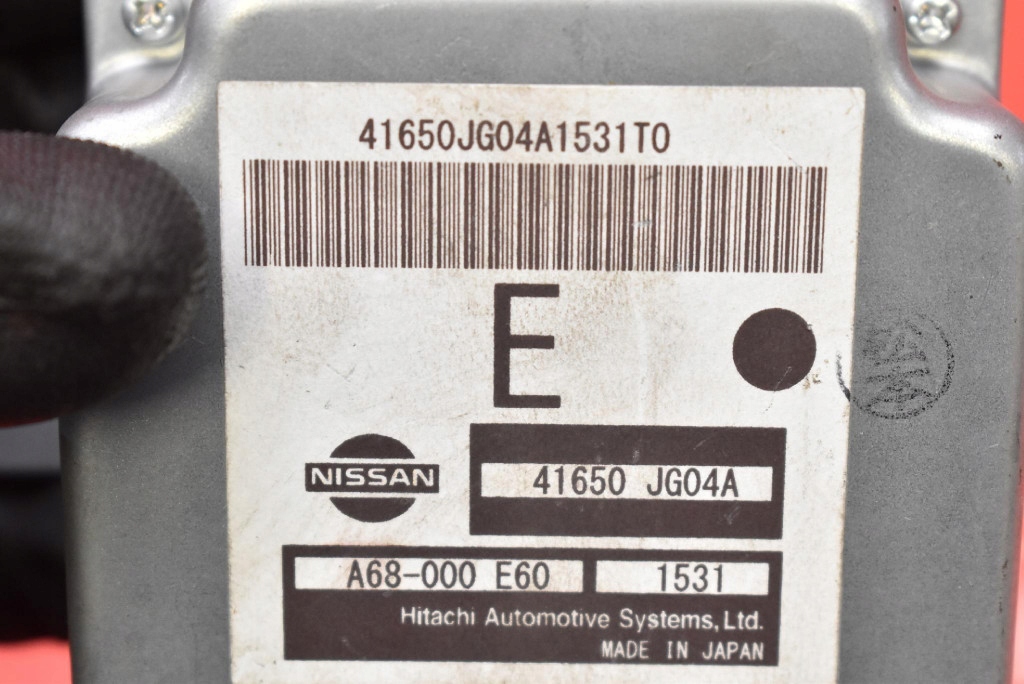 41650JG04A1531T0
E
NISSAN
41650 JG04A
A68-000 E60 1531
Hitachi Automotive Systems, Ltd.
MADE IN JAPAN